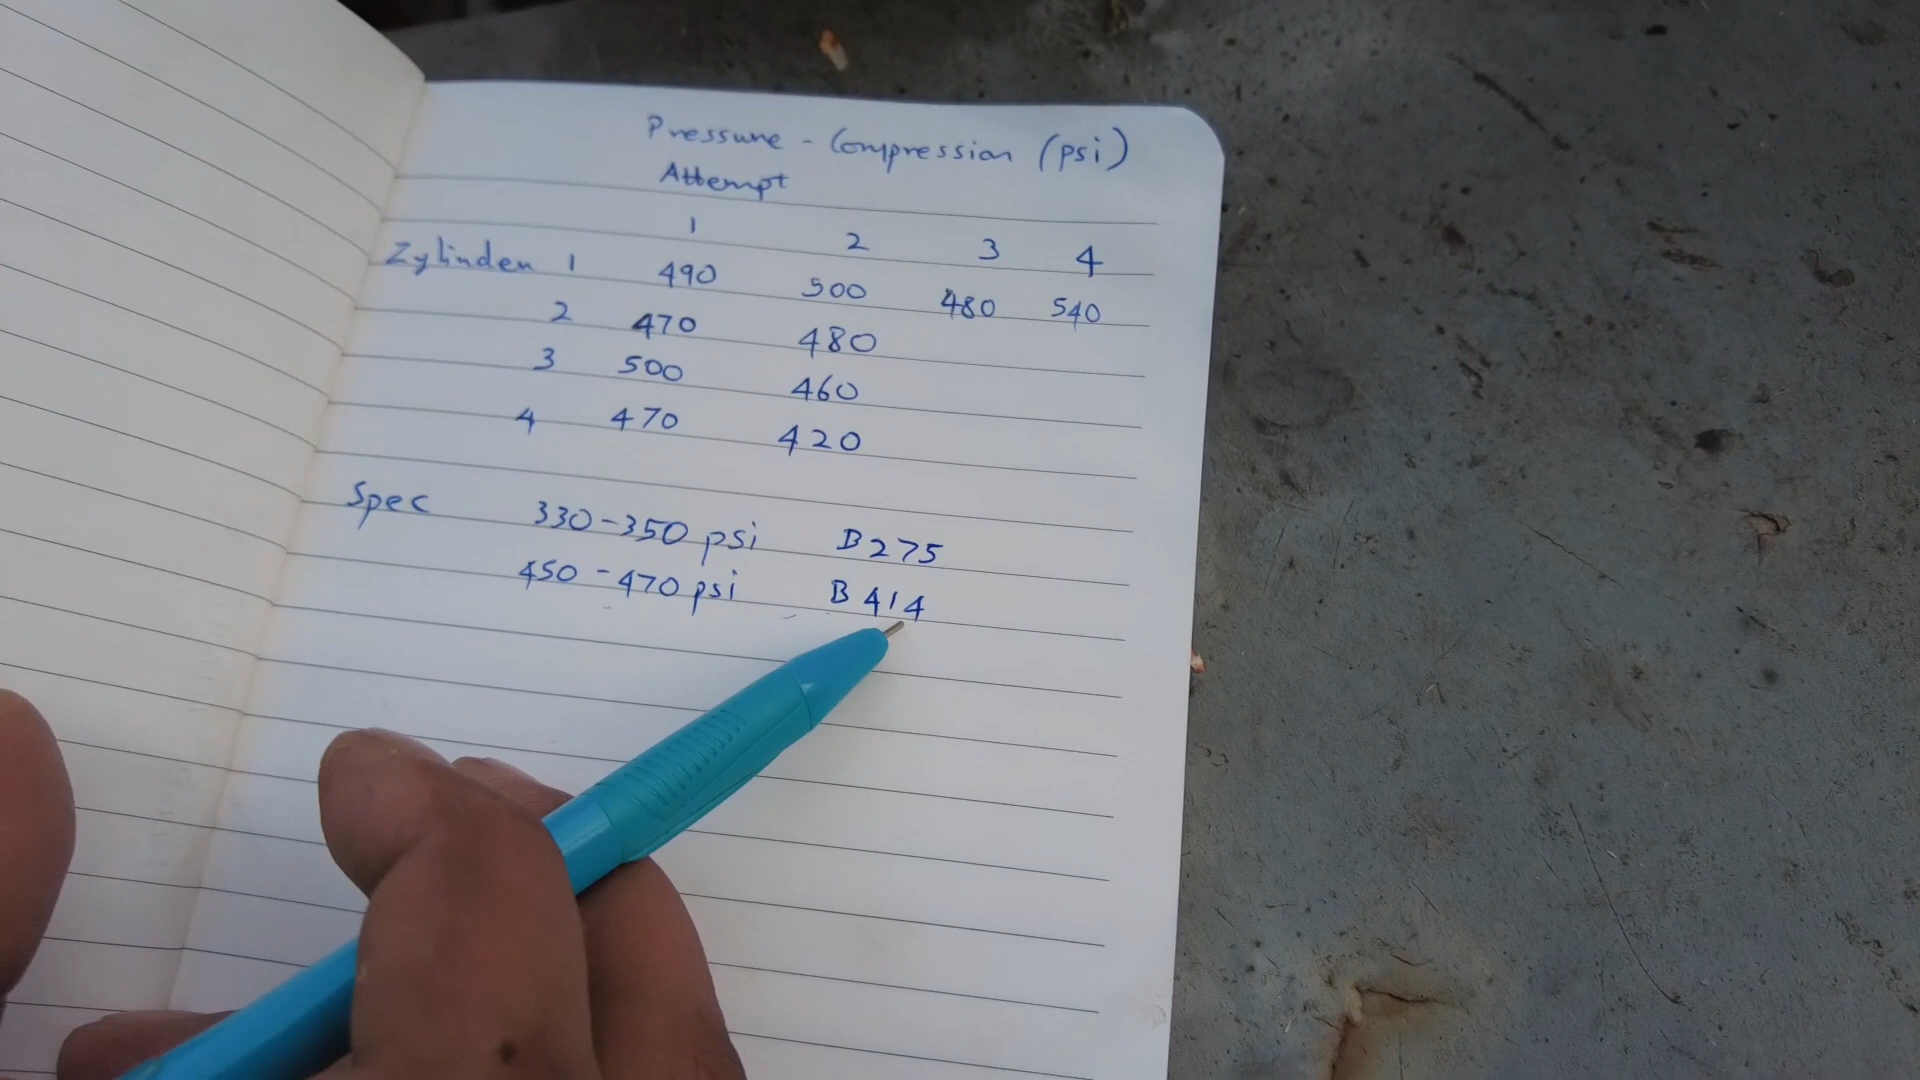 Pressure - Compression (psi)
Attempt
1 2 3 4
Zylinder 1 490 500 480 540
2 470 480
3 500 460
4 470 420
Spec 330-350 psi B275
450-470 psi B414